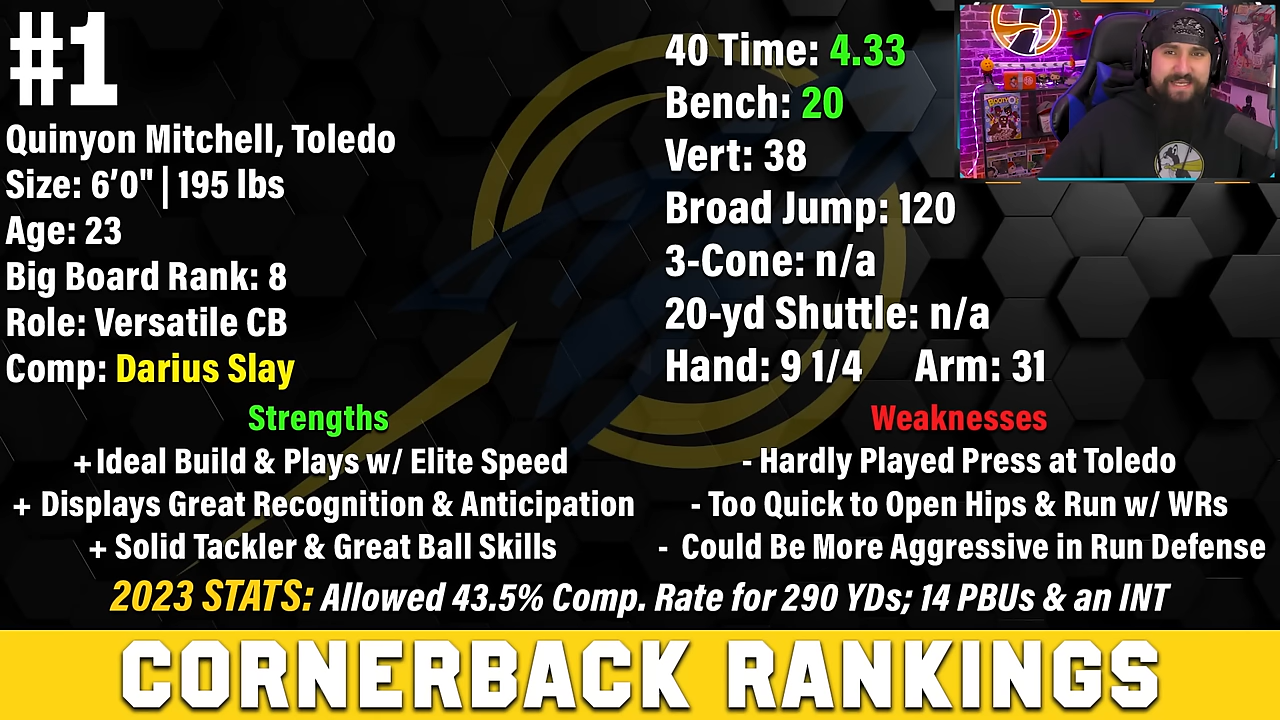 #1
Quinyon Mitchell, Toledo
Size: 6’0" | 195 lbs
Age: 23
Big Board Rank: 8
Role: Versatile CB
Comp: Darius Slay
40 Time: 4.33
Bench: 20
Vert: 38
Broad Jump: 120
3-Cone: n/a
20-yd Shuttle: n/a
Hand: 9 1/4 Arm: 31
Strengths
+ Ideal Build & Plays w/ Elite Speed
+ Displays Great Recognition & Anticipation
+ Solid Tackler & Great Ball Skills
Weaknesses
- Hardly Played Press at Toledo
- Too Quick to Open Hips & Run w/ WRs
- Could Be More Aggressive in Run Defense
2023 STATS: Allowed 43.5% Comp. Rate for 290 YDs; 14 PBUs & an INT
CORNERBACK RANKINGS